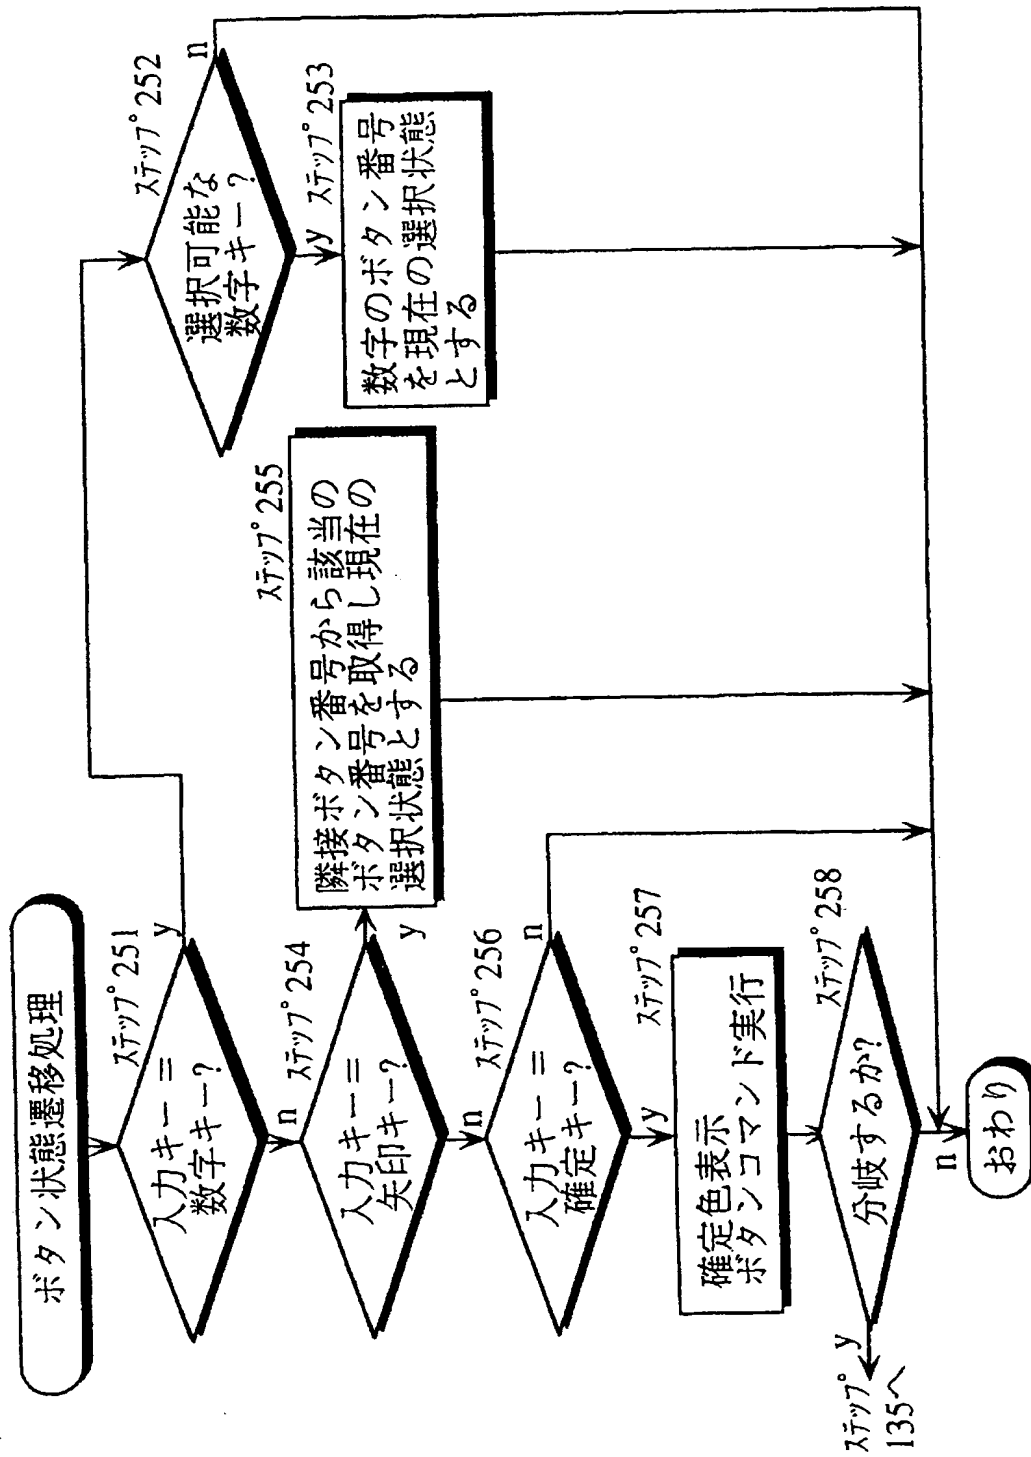 ボタン状態遷移処理
ステップ251
入力キー=
数字キー?
y
n
ステップ252
選択可能な
数字キー?
n
y
ステップ253
数字のボタン番号
を現在の選択状態
とする
ステップ254
入力キー=
矢印キー?
y
n
ステップ255
隣接ボタン番号から該当の
ボタン番号を取得し現在の
選択状態とする
ステップ256
入力キー=
確定キー?
n
y
ステップ257
確定色表示
ボタンコマンド実行
ステップ258
分岐するか?
y
ステップ
135へ
n
おわり